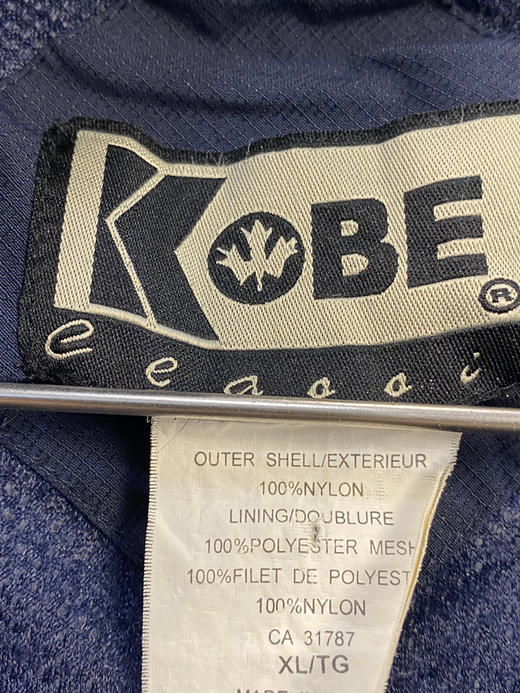 KOBE®
OUTER SHELL/EXTERIEUR
100%NYLON
LINING/DOUBLURE
100%POLYESTER MESH
100%FILET DE POLYEST
100%NYLON
CA 31787
XL/TG